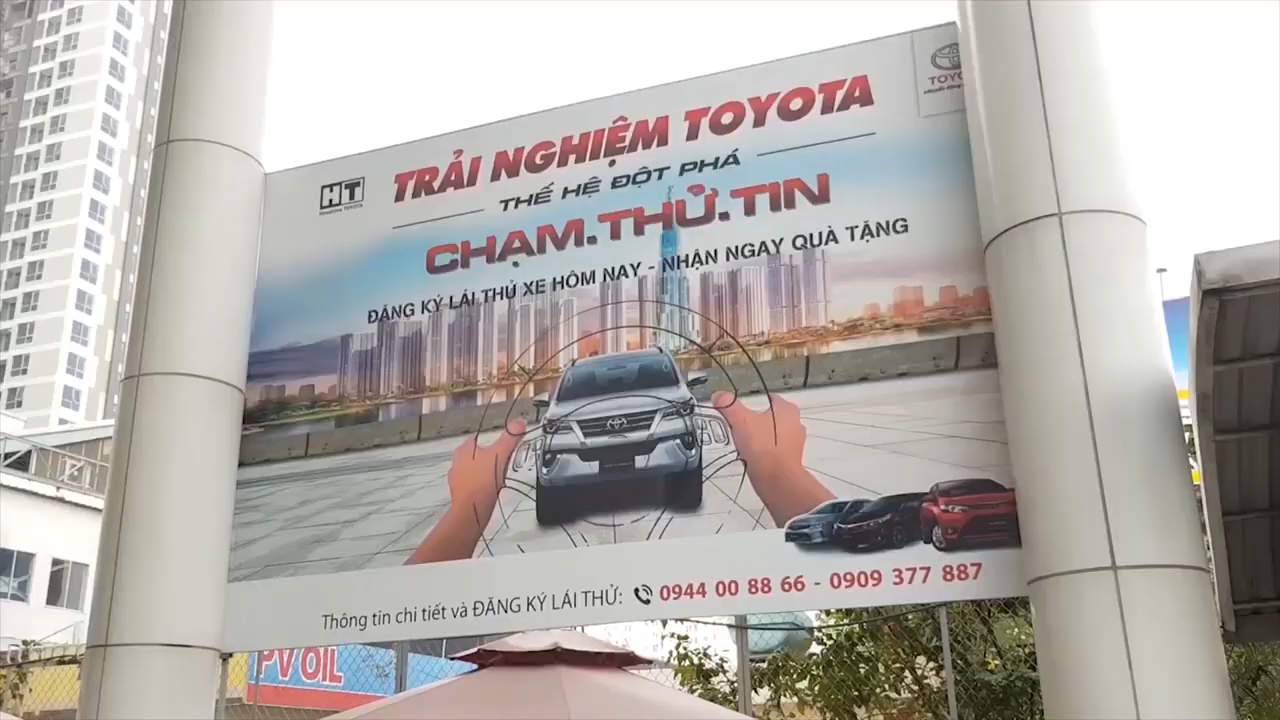 TRẢI NGHIỆM TOYOTA
HT
THẾ HỆ ĐỘT PHÁ
CHẠM.THỬ.TIN
ĐĂNG KÝ LÁI THỬ XE HÔM NAY - NHẬN NGAY QUÀ TẶNG
Thông tin chi tiết và ĐĂNG KÝ LÁI THỬ: 0944 00 88 66 - 0909 377 887
PV OIL